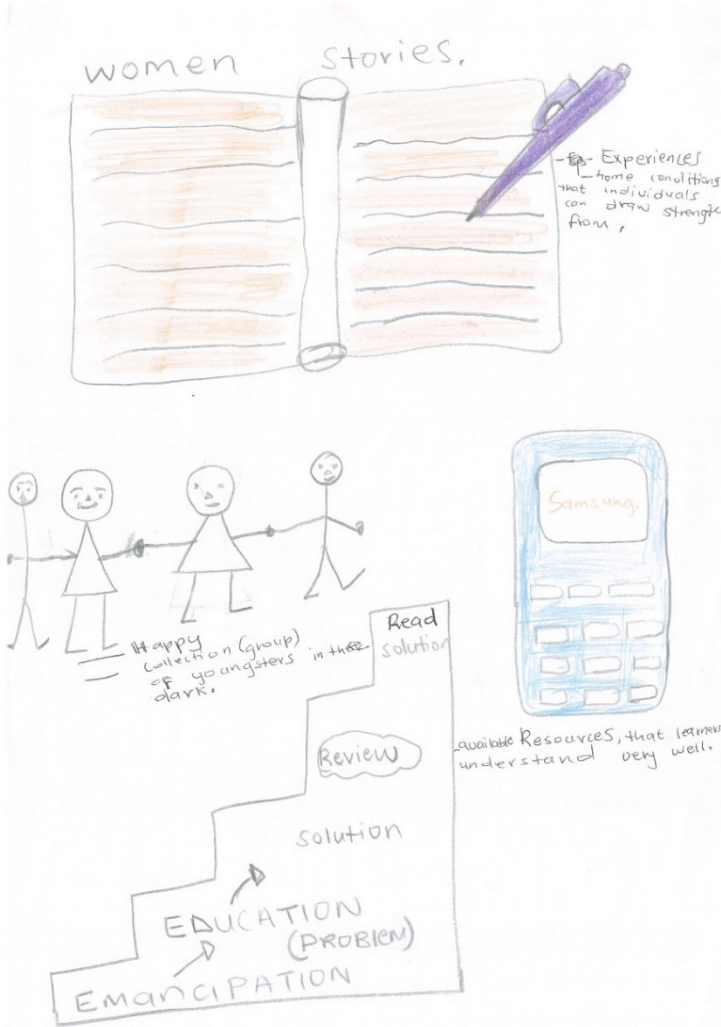 women stories.
Experiences
- home conditions
that individuals
can draw strength
from,
Samsung.
Happy
collection (group)
of youngsters in the
dark.
Read
solution
Review
- available Resources, that learners
understand very well.
solution
EDUCATION
(PROBLEM)
EmanCIPATION